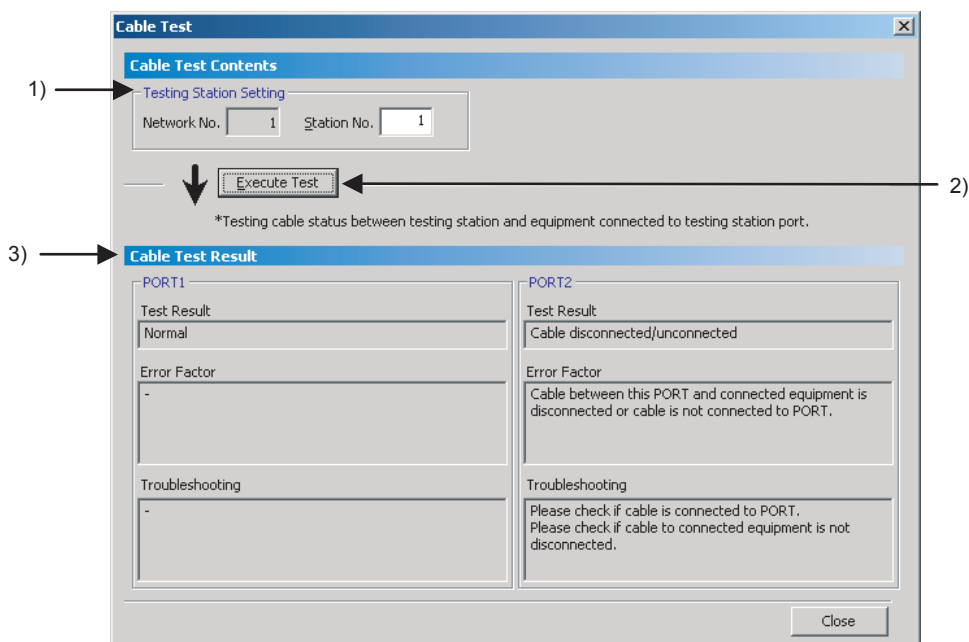 Cable Test
Cable Test Contents
1)
Testing Station Setting
Network No. 1 Station No. 1
Execute Test
2)
*Testing cable status between testing station and equipment connected to testing station port.
3)
Cable Test Result
PORT1
Test Result
Normal
Error Factor
-
Troubleshooting
-
PORT2
Test Result
Cable disconnected/unconnected
Error Factor
Cable between this PORT and connected equipment is
disconnected or cable is not connected to PORT.
Troubleshooting
Please check if cable is connected to PORT.
Please check if cable to connected equipment is not
disconnected.
Close